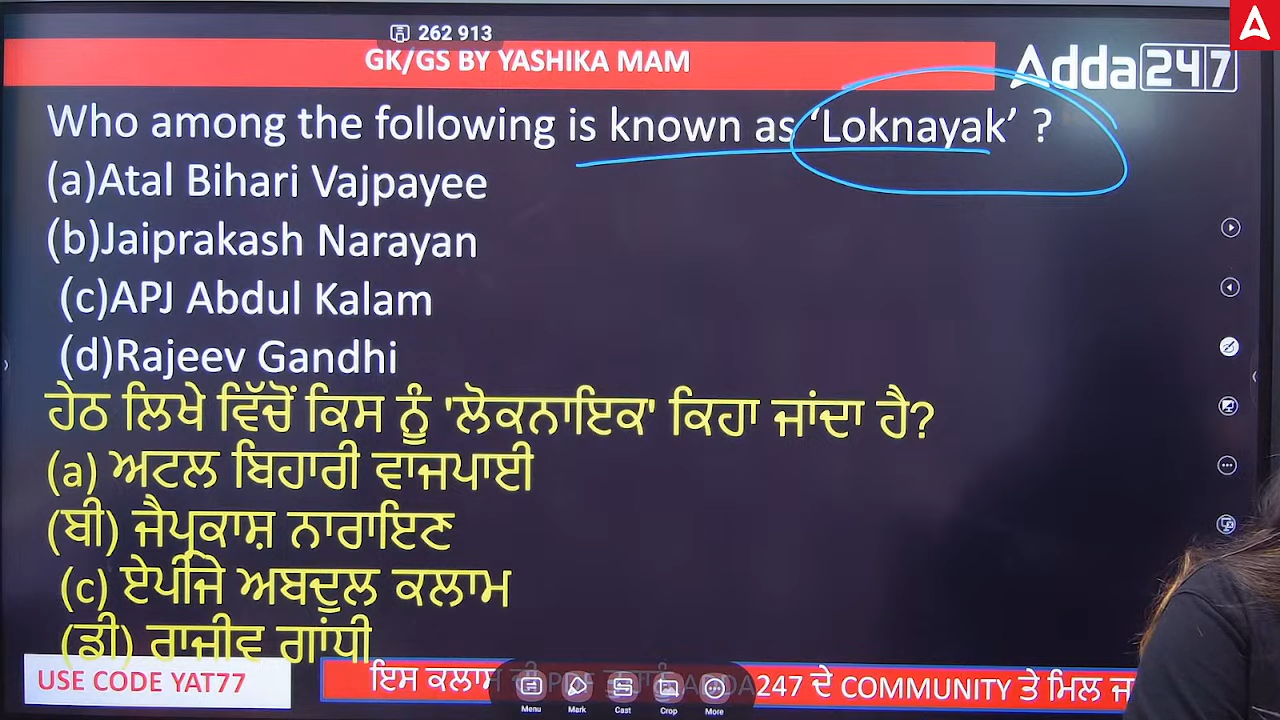 262 913
GK/GS BY YASHIKA MAM
Adda247
Who among the following is known as ‘Loknayak’ ?
(a)Atal Bihari Vajpayee
(b)Jaiprakash Narayan
(c)APJ Abdul Kalam
(d)Rajeev Gandhi
ਹੇਠ ਲਿਖੇ ਵਿੱਚੋਂ ਕਿਸ ਨੂੰ 'ਲੋਕਨਾਇਕ' ਕਿਹਾ ਜਾਂਦਾ ਹੈ?
(a) ਅਟਲ ਬਿਹਾਰੀ ਵਾਜਪਾਈ
(ਬੀ) ਜੈਪ੍ਰਕਾਸ਼ ਨਾਰਾਇਣ
(c) ਏਪੀਜੇ ਅਬਦੁਲ ਕਲਾਮ
(ਡੀ) ਰਾਜੀਵ ਗਾਂਧੀ
USE CODE YAT77
ਇਸ ਕਲਾਸ ADDA247 ਦੇ COMMUNITY ਤੇ ਮਿਲ
Menu Mark Cast Crop More